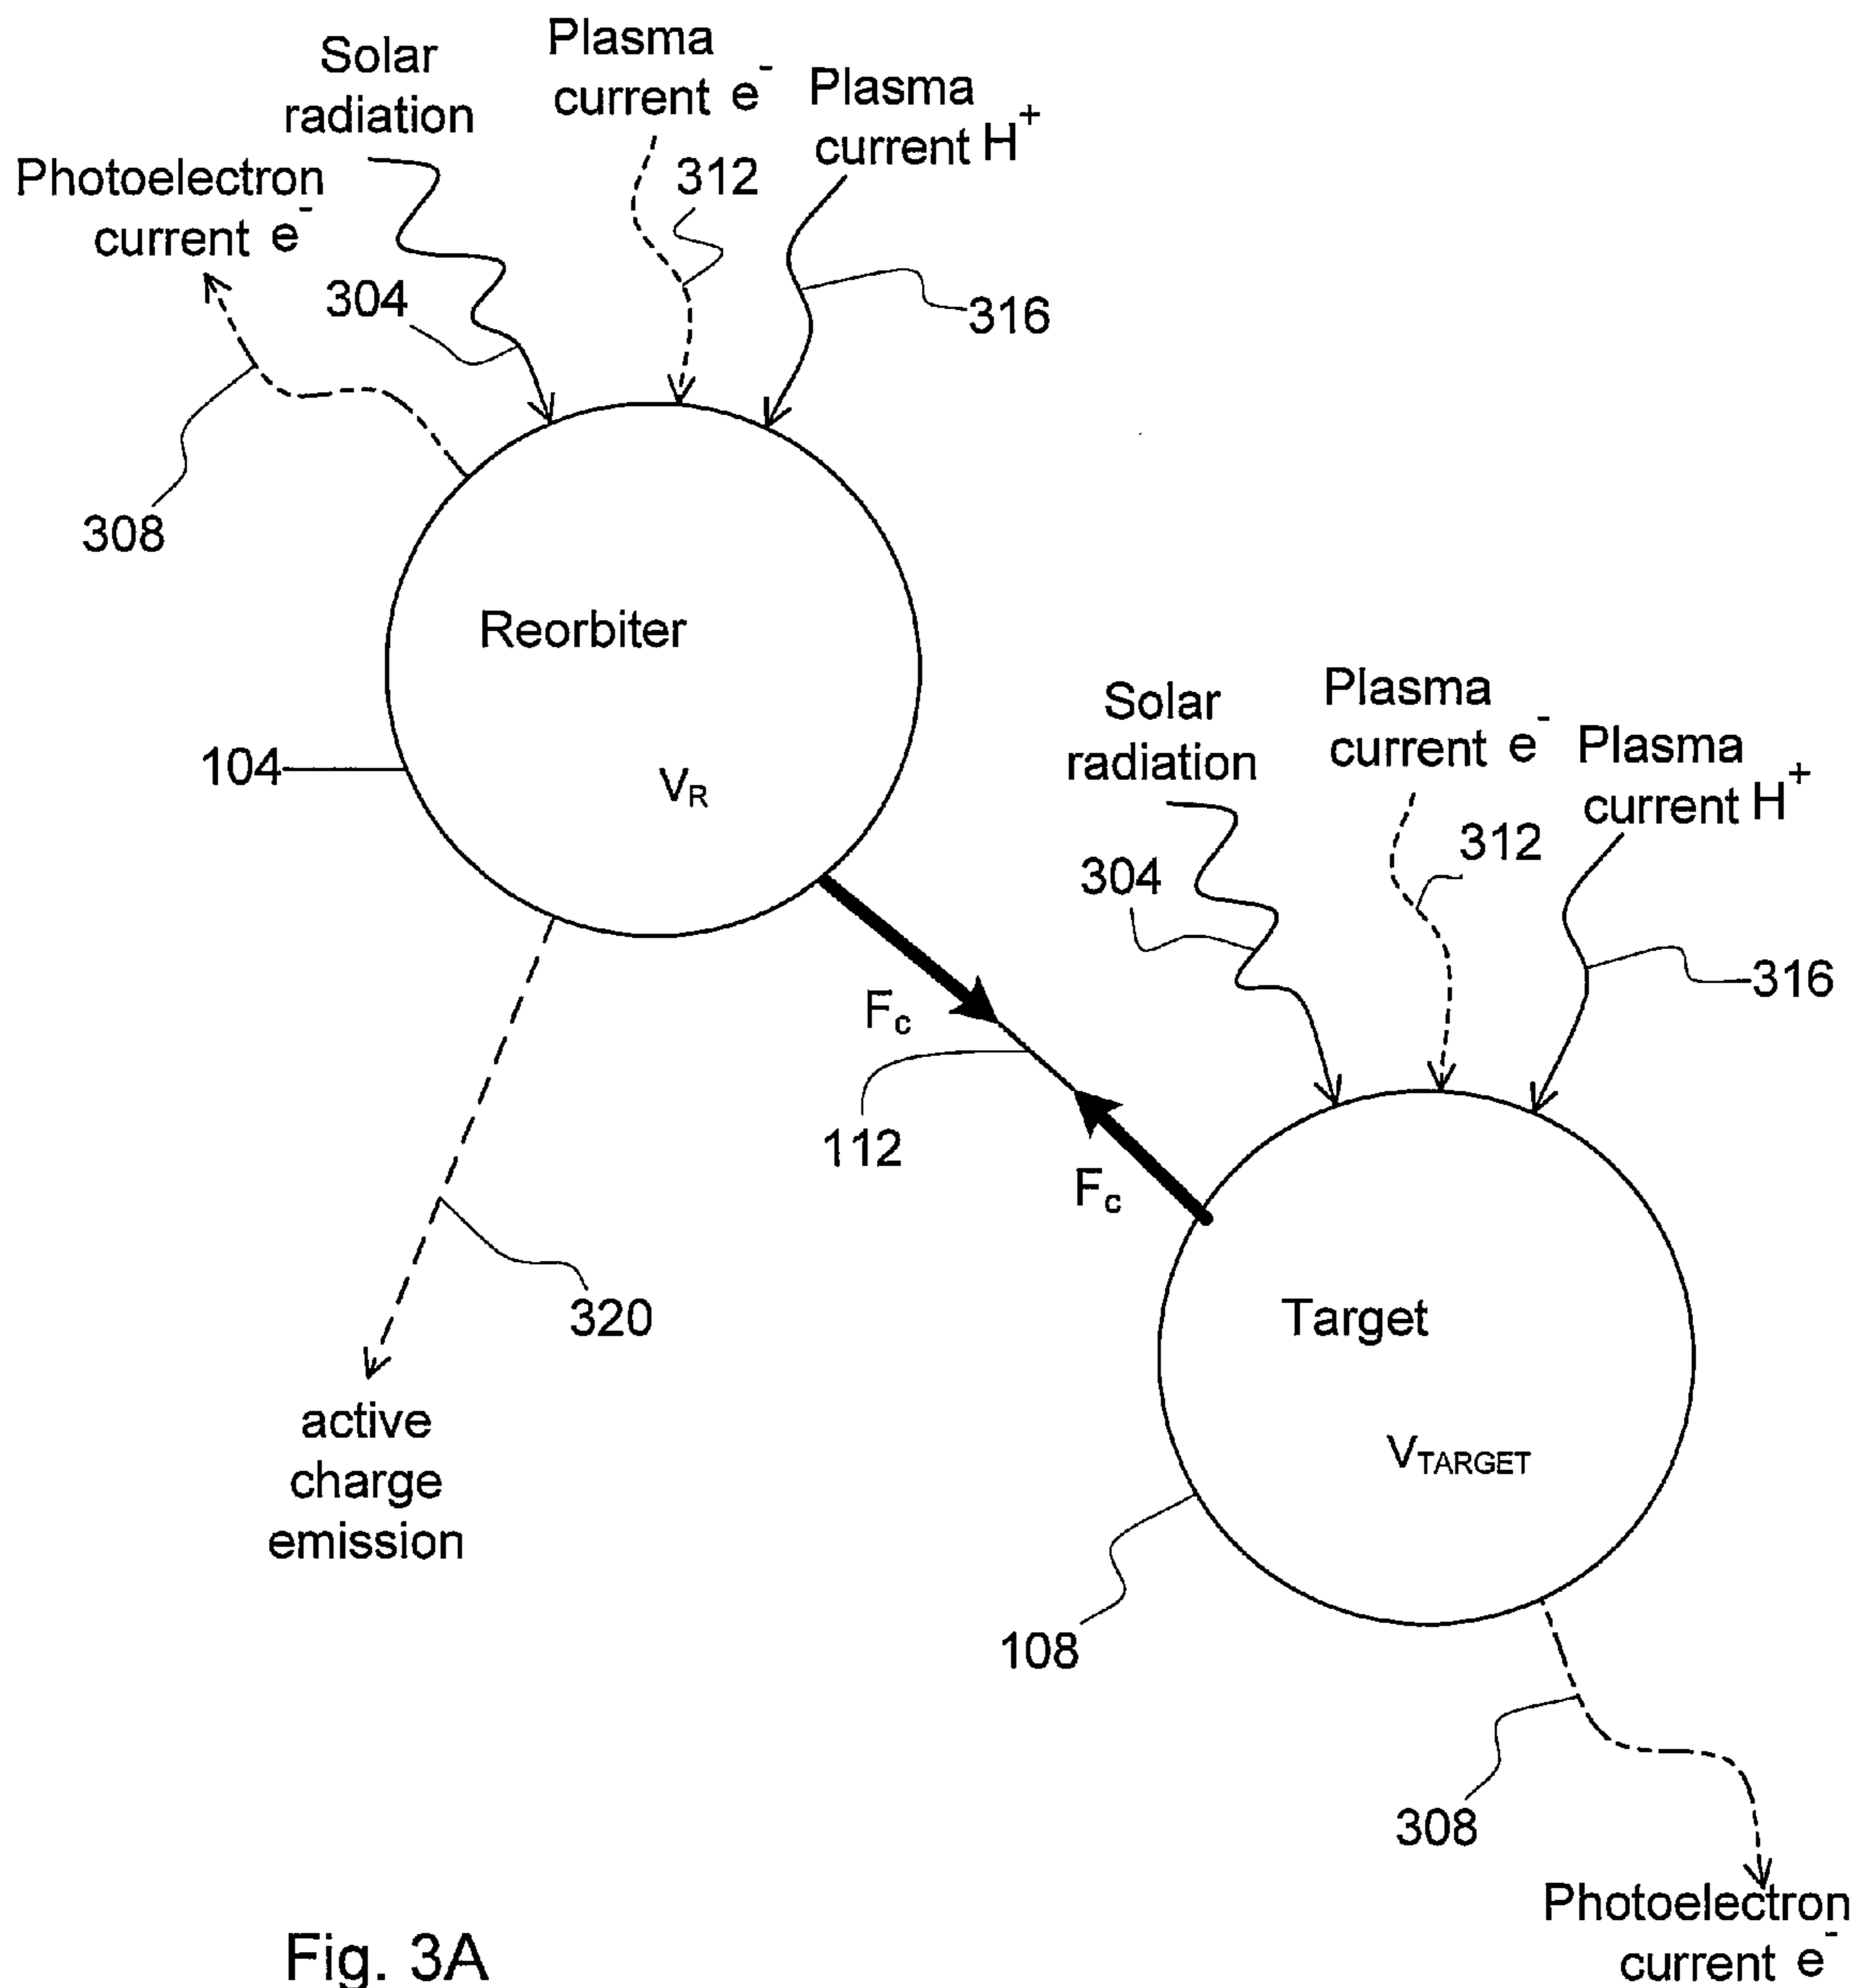 Solar
radiation
Plasma
current e⁻
Plasma
current H⁺
Photoelectron
current e⁻
312
304
316
308
Reorbiter
104
V_R
Solar
radiation
Plasma
current e⁻
Plasma
current H⁺
312
304
316
F_c
112
F_c
320
Target
active
charge
emission
V_TARGET
108
308
Photoelectron
current e⁻
Fig. 3A